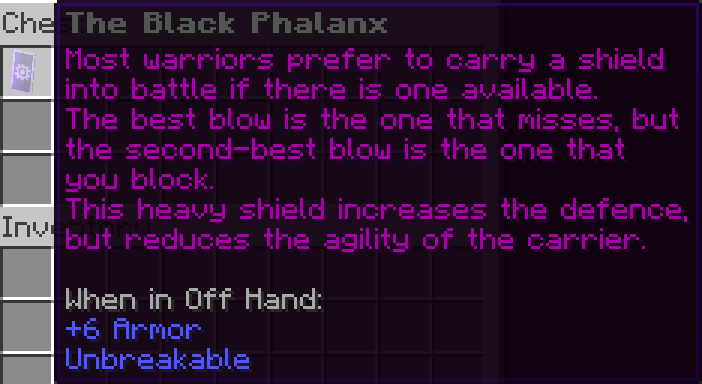 Che
The Black Phalanx
Most warriors prefer to carry a shield
into battle if there is one available.
The best blow is the one that misses, but
the second-best blow is the one that
you block.
This heavy shield increases the defence,
but reduces the agility of the carrier.
Inventory
When in Off Hand:
+6 Armor
Unbreakable